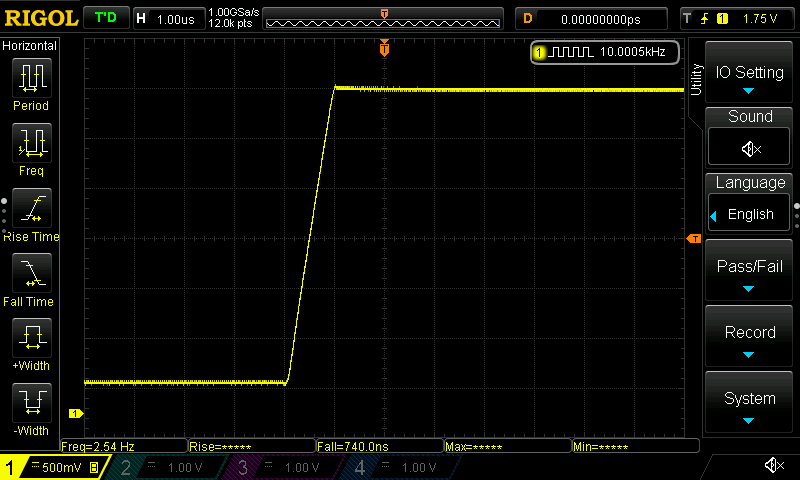 RIGOL T'D H 1.00us 1.00GSa/s D 0.00000000ps T 1 1.75 V
12.0k pts
T
Horizontal
1 10.0005kHz
Utility
IO Setting
Period
Sound
Freq
Language
English
Rise Time
T
Pass/Fail
Fall Time
Record
+Width
System
-Width
1
Freq=2.54 Hz Rise=***** Fall=740.0ns Max=***** Min=*****
1 500mV B 2 1.00 V 3 1.00 V 4 1.00 V